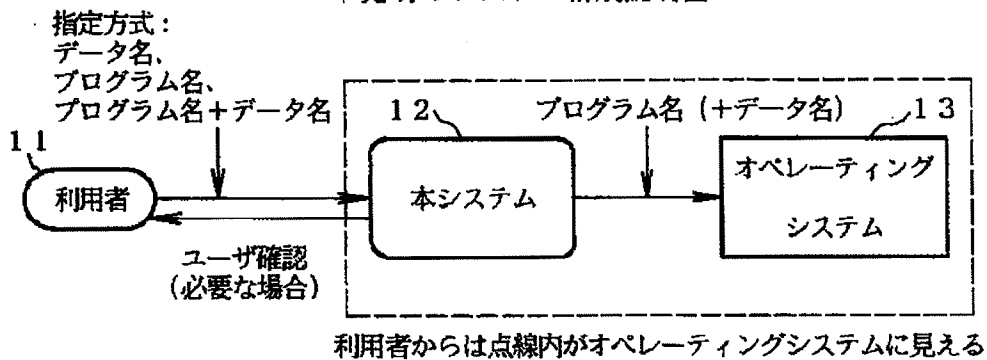 指定方式：
データ名、
プログラム名、
プログラム名＋データ名
１１
利用者
ユーザ確認
（必要な場合）
１２
本システム
プログラム名（＋データ名）
１３
オペレーティング
システム
利用者からは点線内がオペレーティングシステムに見える